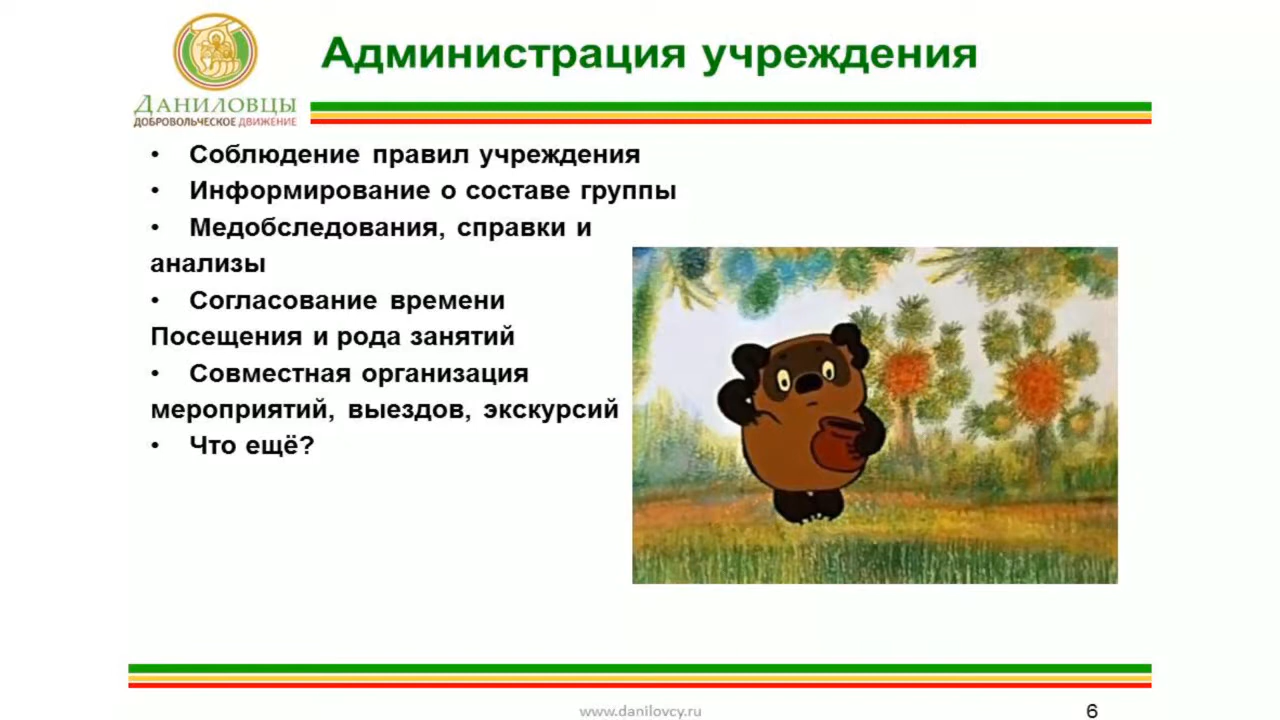 Администрация учреждения
ДАНИЛОВЦЫ
ДОБРОВОЛЬЧЕСКОЕ ДВИЖЕНИЕ
• Соблюдение правил учреждения
• Информирование о составе группы
• Медобследования, справки и
анализы
• Согласование времени
Посещения и рода занятий
• Совместная организация
мероприятий, выездов, экскурсий
• Что ещё?
www.danilovcy.ru
6